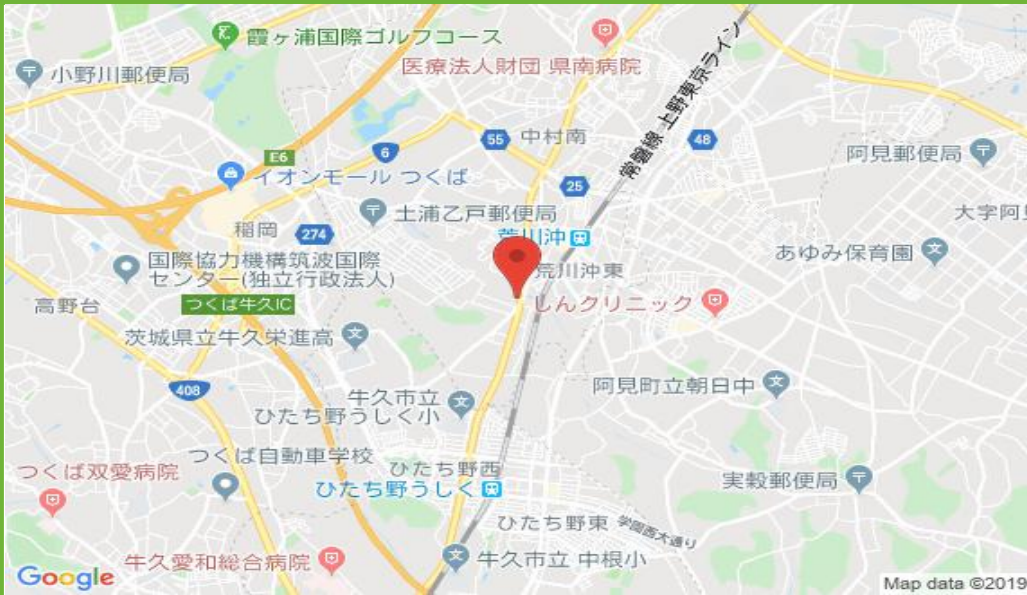 霞ヶ浦国際ゴルフコース
医療法人財団 県南病院
小野川郵便局
常磐線 上野東京ライン
55
中村南
48
阿見郵便局
6
E6
イオンモール つくば
25
土浦乙戸郵便局
大字阿
稲岡
274
荒川沖
あゆみ保育園
国際協力機構筑波国際
センター(独立行政法人)
荒川沖東
高野台
つくば牛久IC
しんクリニック
茨城県立牛久栄進高
408
牛久市立
ひたち野うしく小
阿見町立朝日中
つくば自動車学校
つくば双愛病院
ひたち野西
ひたち野うしく
実穀郵便局
ひたち野東
学園西大通り
牛久愛和総合病院
牛久市立 中根小
Google
Map data ©2019